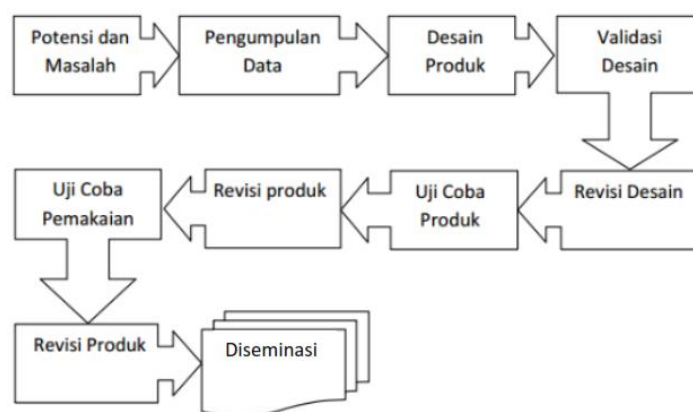 Potensi dan
Masalah
Pengumpulan
Data
Desain
Produk
Validasi
Desain
Revisi Desain
Uji Coba
Produk
Revisi produk
Uji Coba
Pemakaian
Revisi Produk
Diseminasi